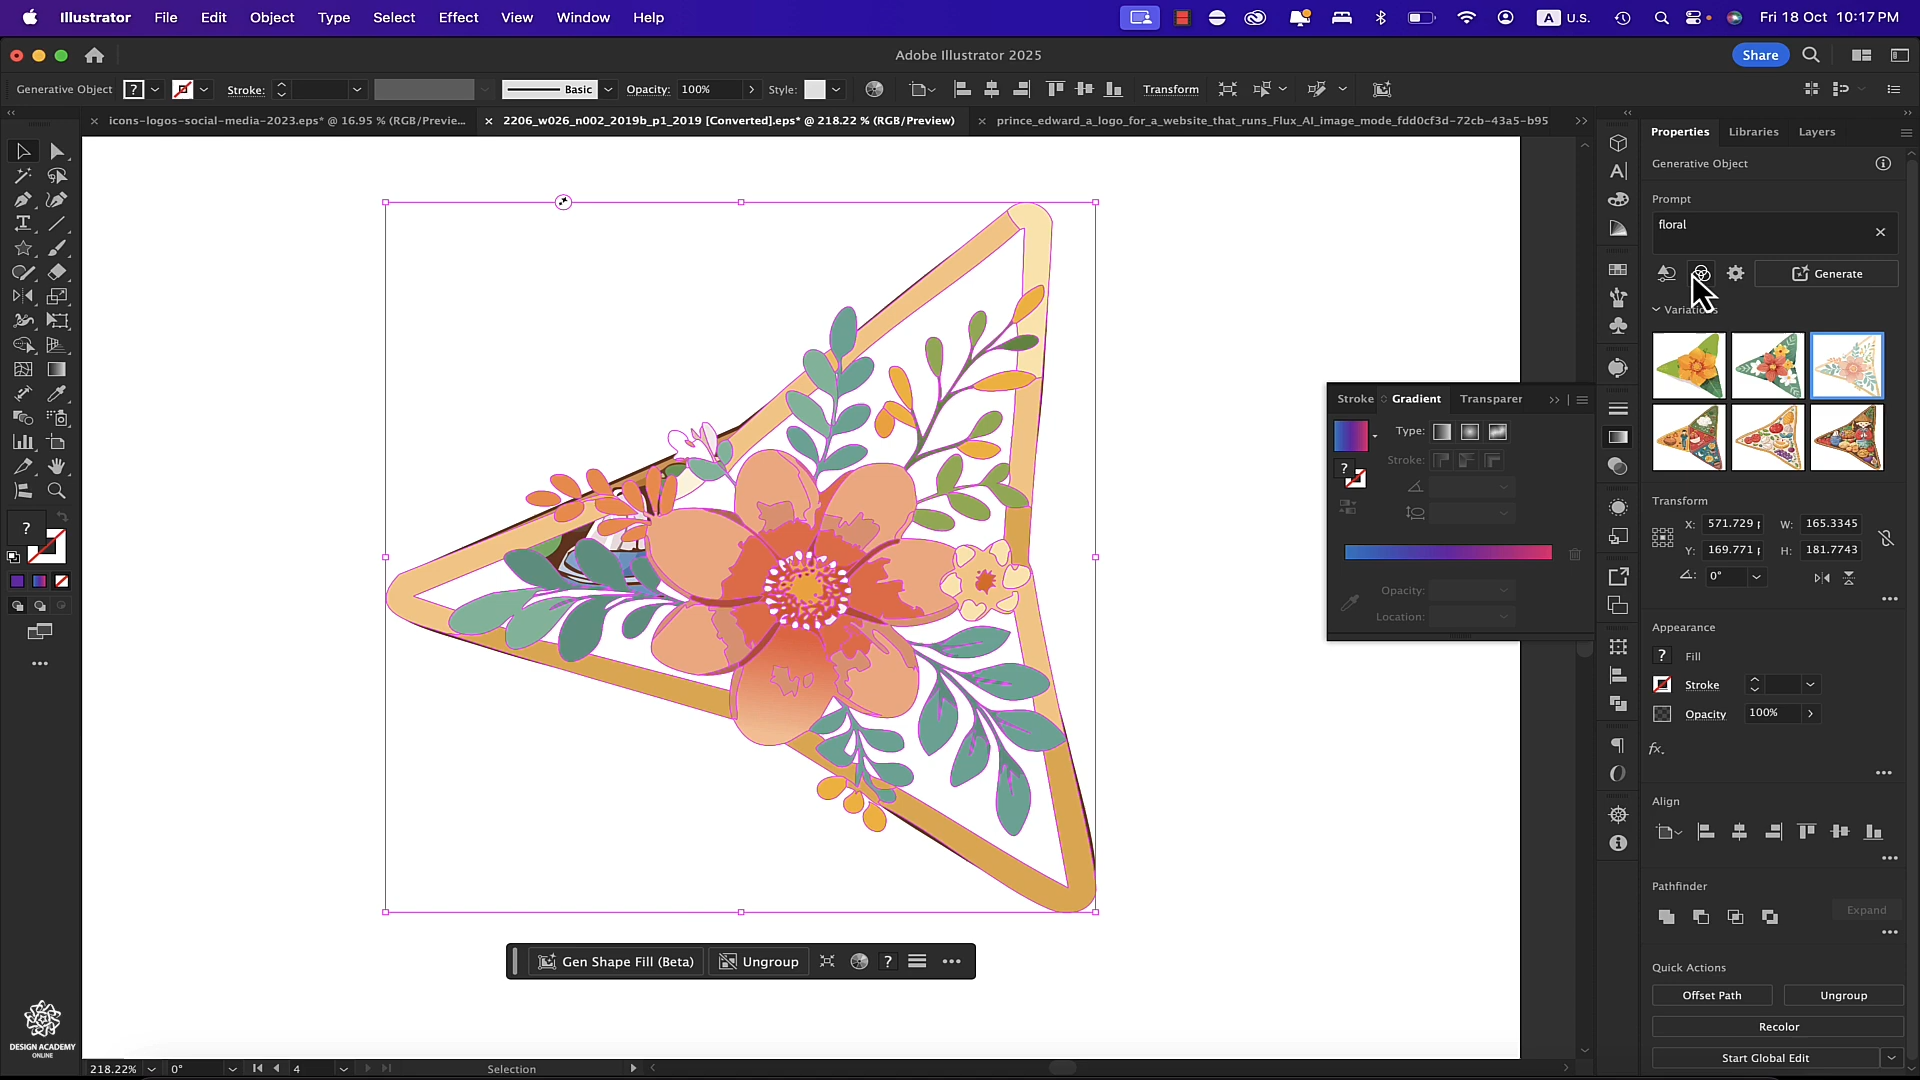 Illustrator File Edit Object Type Select Effect View Window Help
A U.S. Fri 18 Oct 10:17 PM
Adobe Illustrator 2025
Share
Generative Object ? Stroke: Basic Opacity: 100% Style: Transform
icons-logos-social-media-2023.eps* @ 16.95 % (RGB/Previe...
2206_w026_n002_2019b_p1_2019 [Converted].eps* @ 218.22 % (RGB/Preview)
prince_edward_a_logo_for_a_website_that_runs_Flux_AI_image_mode_fdd0cf3d-72cb-43a5-b95
Properties Libraries Layers
Generative Object
Prompt
floral
Generate
Variations
Stroke Gradient Transparer
Type:
Stroke:
?
Opacity:
Location:
Transform
X: 571.729 p W: 165.3345
Y: 169.771 p H: 181.7743
0°
Appearance
? Fill
Stroke
Opacity 100%
fx.
Align
Pathfinder
Expand
Quick Actions
Offset Path Ungroup
Recolor
Start Global Edit
?
Gen Shape Fill (Beta) Ungroup ?
DESIGN ACADEMY
ONLINE
218.22% 0° 4 Selection